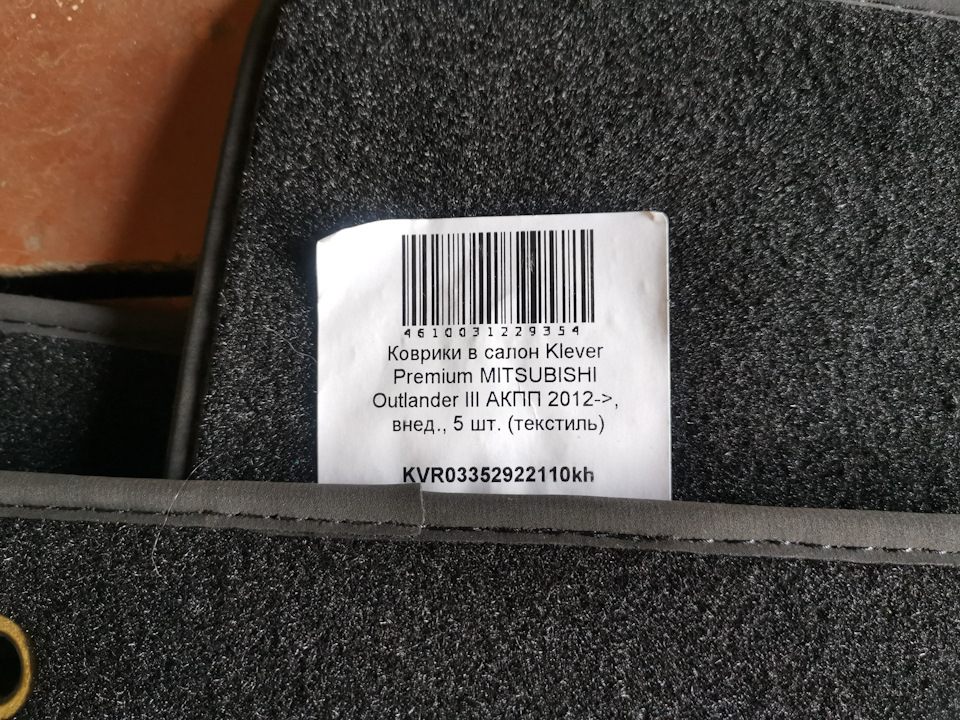 4610031229354
Коврики в салон Klever
Premium MITSUBISHI
Outlander III АКПП 2012->,
внед., 5 шт. (текстиль)
KVR03352922110kh